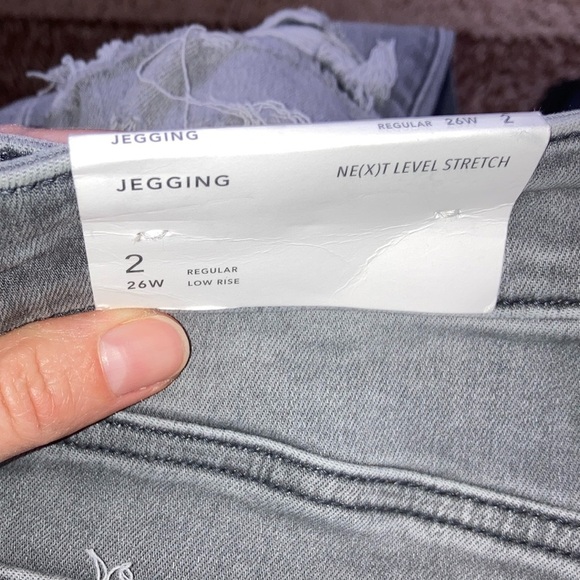 JEGGING REGULAR 26W 2
JEGGING NE(X)T LEVEL STRETCH
2
26W REGULAR
LOW RISE